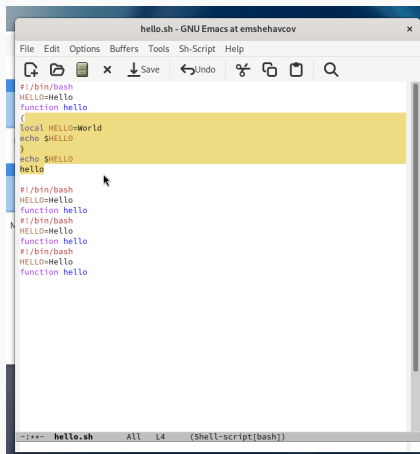 hello.sh - GNU Emacs at emshehavcov
File Edit Options Buffers Tools Sh-Script Help
Save Undo
#!/bin/bash
HELLO=Hello
function hello
{
local HELLO=World
echo $HELLO
}
echo $HELLO
hello
#!/bin/bash
HELLO=Hello
function hello
#!/bin/bash
HELLO=Hello
function hello
#!/bin/bash
HELLO=Hello
function hello
-:**- hello.sh All L4 (Shell-script[bash])